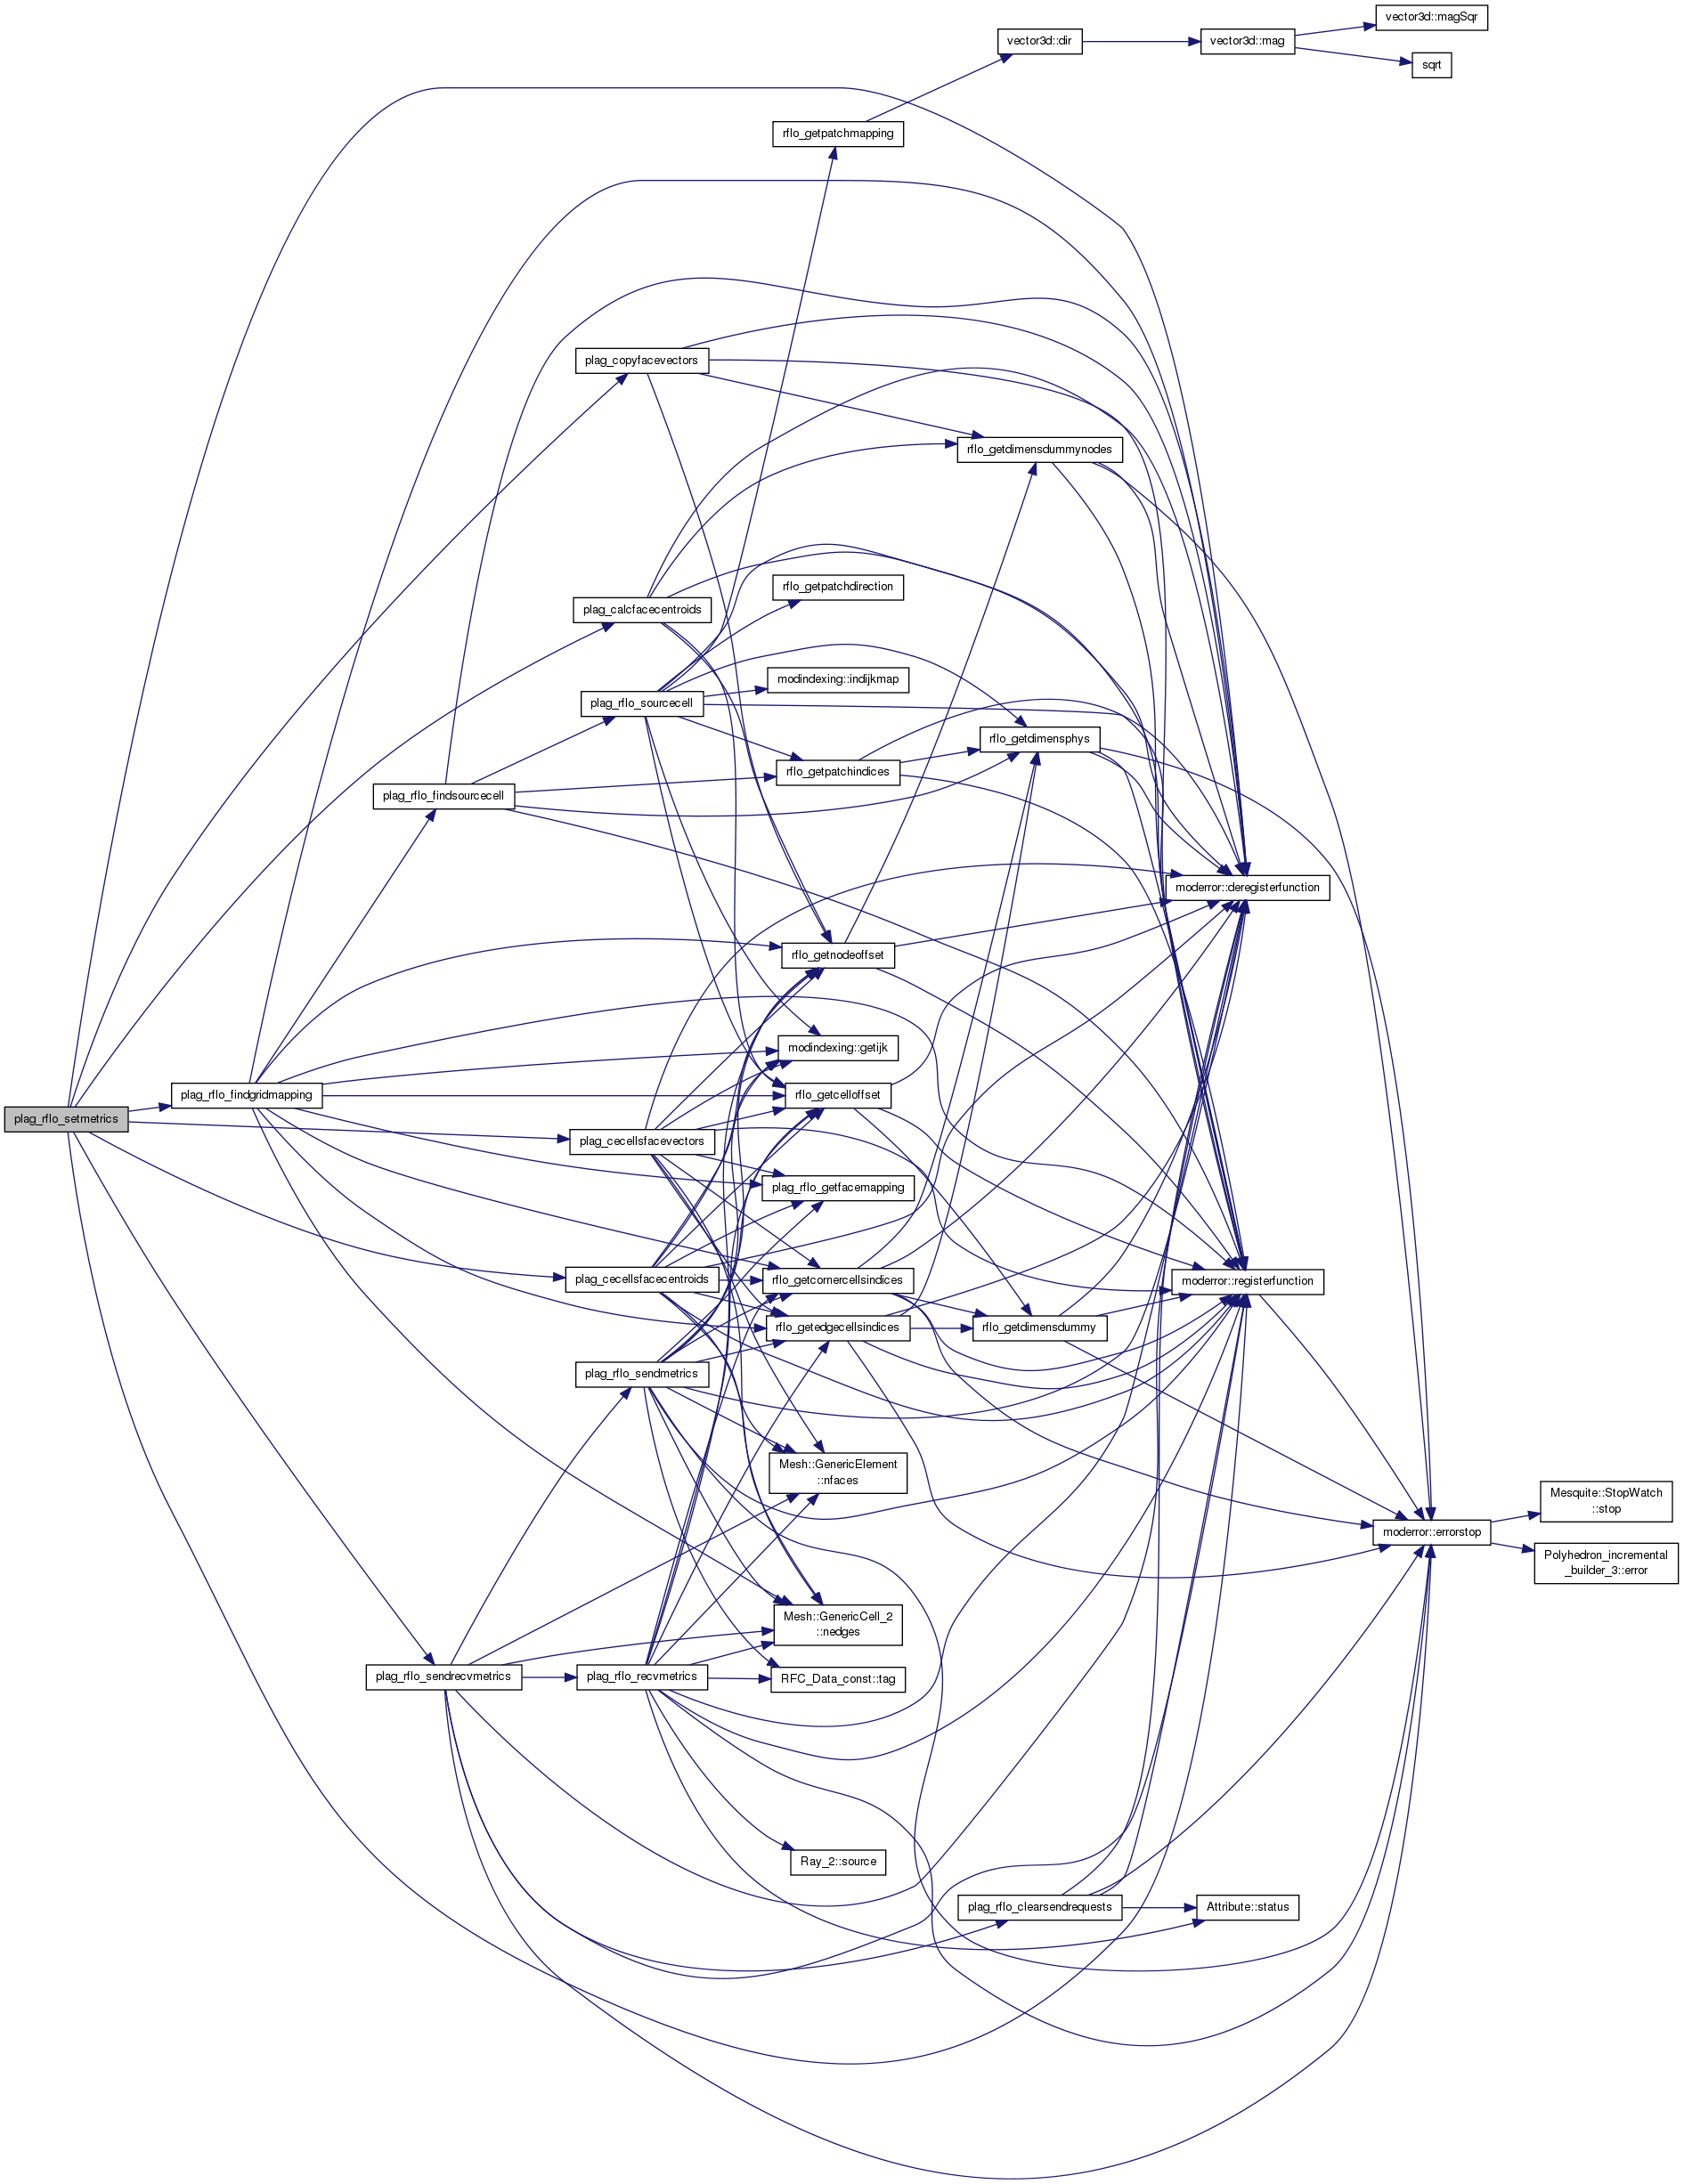 vector3d::magSqr
vector3d::dir
vector3d::mag
sqrt
rflo_getpatchmapping
plag_copyfacevectors
rflo_getdimensdummynodes
rflo_getpatchdirection
plag_calcfacecentroids
modindexing::indijkmap
plag_rflo_sourcecell
rflo_getdimensphys
rflo_getpatchindices
plag_rflo_findsourcecell
moderror::deregisterfunction
rflo_getnodeoffset
modindexing::getijk
plag_rflo_findgridmapping
rflo_getcelloffset
plag_rflo_setmetrics
plag_cecellsfacevectors
plag_rflo_getfacemapping
plag_cecellsfacecentroids
rflo_getcornercellsindices
moderror::registerfunction
rflo_getedgecellsindices
rflo_getdimensdummy
plag_rflo_sendmetrics
Mesh::GenericElement
::nfaces
Mesquite::StopWatch
::stop
moderror::errorstop
Polyhedron_incremental
_builder_3::error
Mesh::GenericCell_2
::nedges
plag_rflo_sendrecvmetrics
plag_rflo_recvmetrics
RFC_Data_const::tag
Ray_2::source
plag_rflo_clearsendrequests
Attribute::status